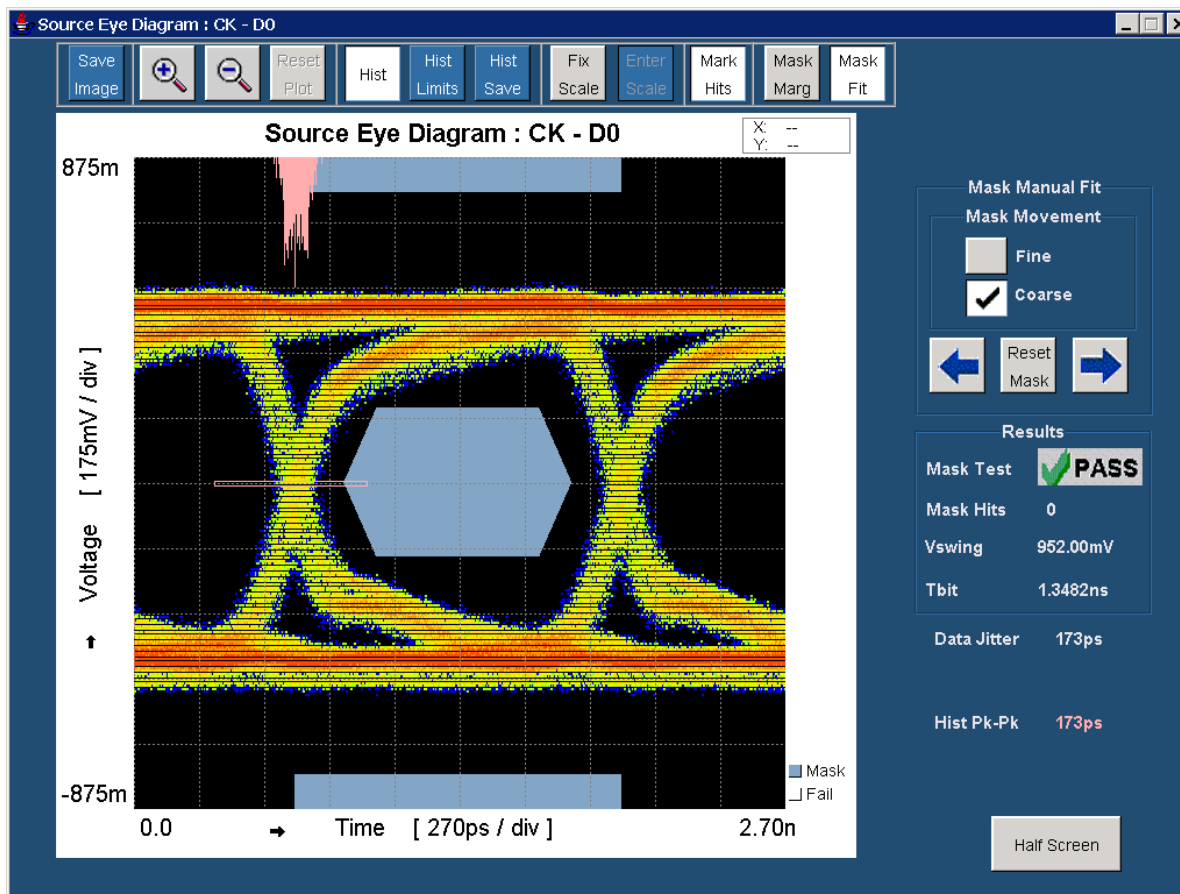 Source Eye Diagram : CK - D0
Save Image
Reset Plot
Hist
Hist Limits
Hist Save
Fix Scale
Enter Scale
Mark Hits
Mask Marg
Mask Fit
Source Eye Diagram : CK - D0
X: --
Y: --
875m
Voltage [ 175mV / div ]
-875m
0.0
Time [ 270ps / div ]
2.70n
Mask
Fail
Mask Manual Fit
Mask Movement
Fine
Coarse
Reset Mask
Results
Mask Test PASS
Mask Hits 0
Vswing 952.00mV
Tbit 1.3482ns
Data Jitter 173ps
Hist Pk-Pk 173ps
Half Screen